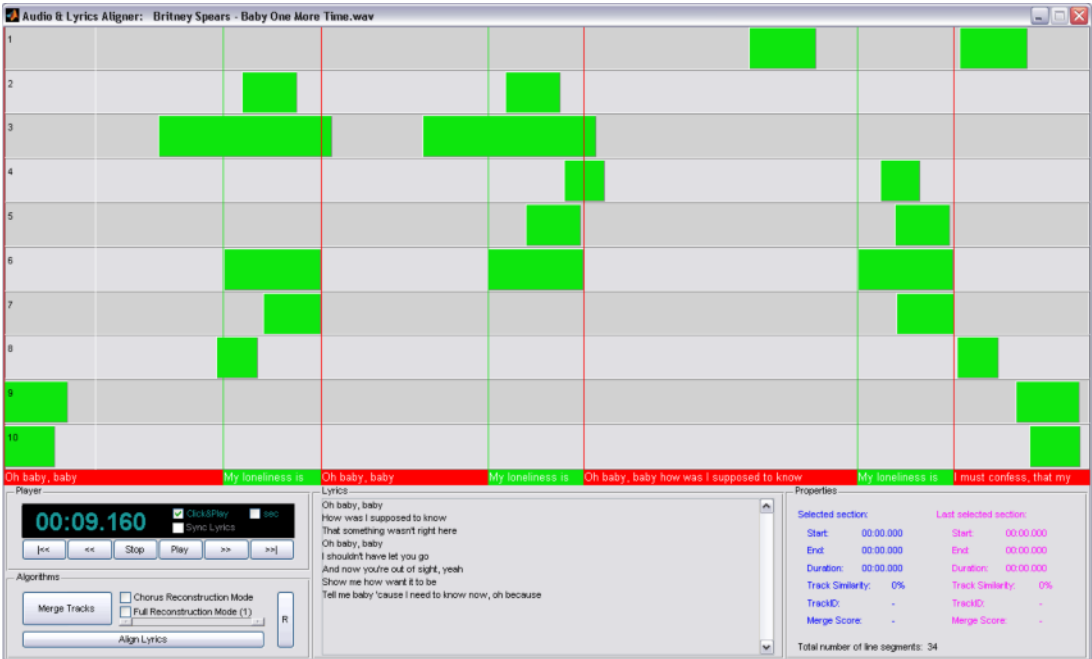 Audio & Lyrics Aligner: Britney Spears - Baby One More Time.wav
1
2
3
4
5
6
7
8
9
10
Oh baby, baby My loneliness is Oh baby, baby My loneliness is Oh baby, baby how was I supposed to know My loneliness is I must confess, that my
Player
00:09.160
Click&Play
sec
Sync Lyrics
|<< << Stop Play >> >>|
Algorithms
Merge Tracks
Chorus Reconstruction Mode
Full Reconstruction Mode (1)
R
Align Lyrics
Lyrics
Oh baby, baby
How was I supposed to know
That something wasn't right here
Oh baby, baby
I shouldn't have let you go
And now you're out of sight, yeah
Show me how want it to be
Tell me baby 'cause I need to know now, oh because
Properties
Selected section: Last selected section:
Start: 00:00.000 Start: 00:00.000
End: 00:00.000 End: 00:00.000
Duration: 00:00.000 Duration: 00:00.000
Track Similarity: 0% Track Similarity: 0%
TrackID: - TrackID: -
Merge Score: - Merge Score: -
Total number of line segments: 34